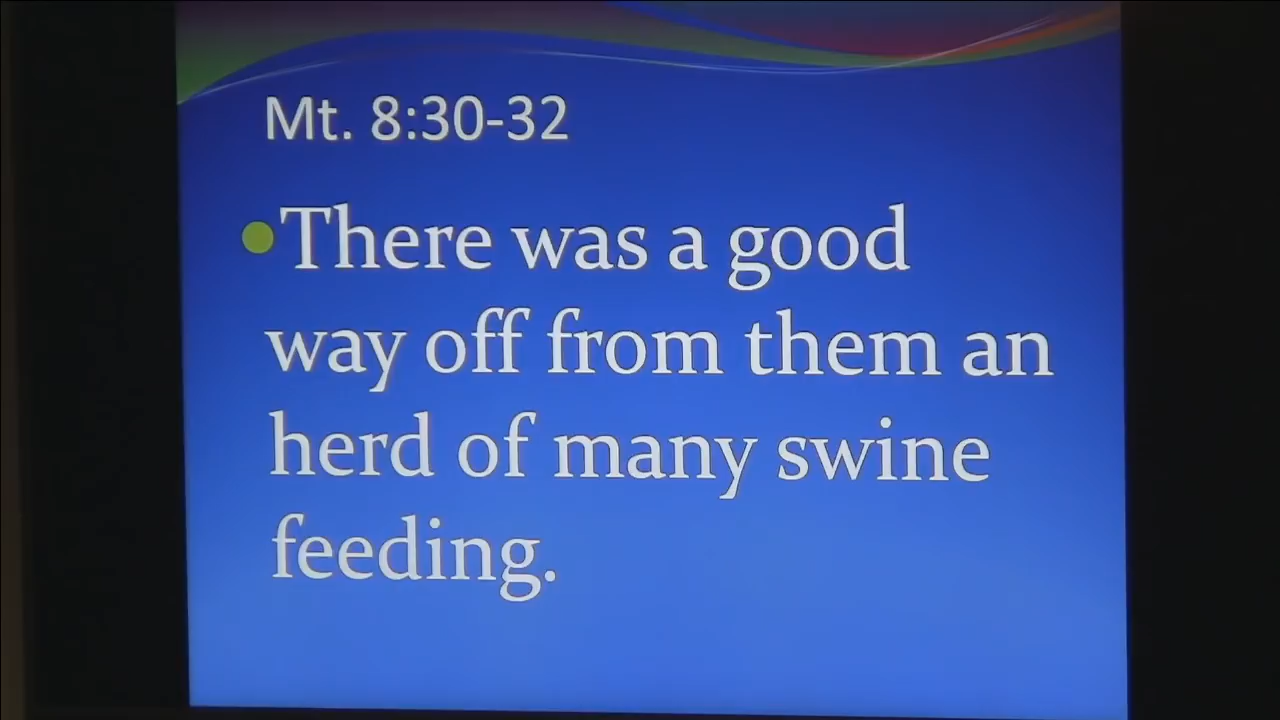 Mt. 8:30-32
•There was a good
way off from them an
herd of many swine
feeding.